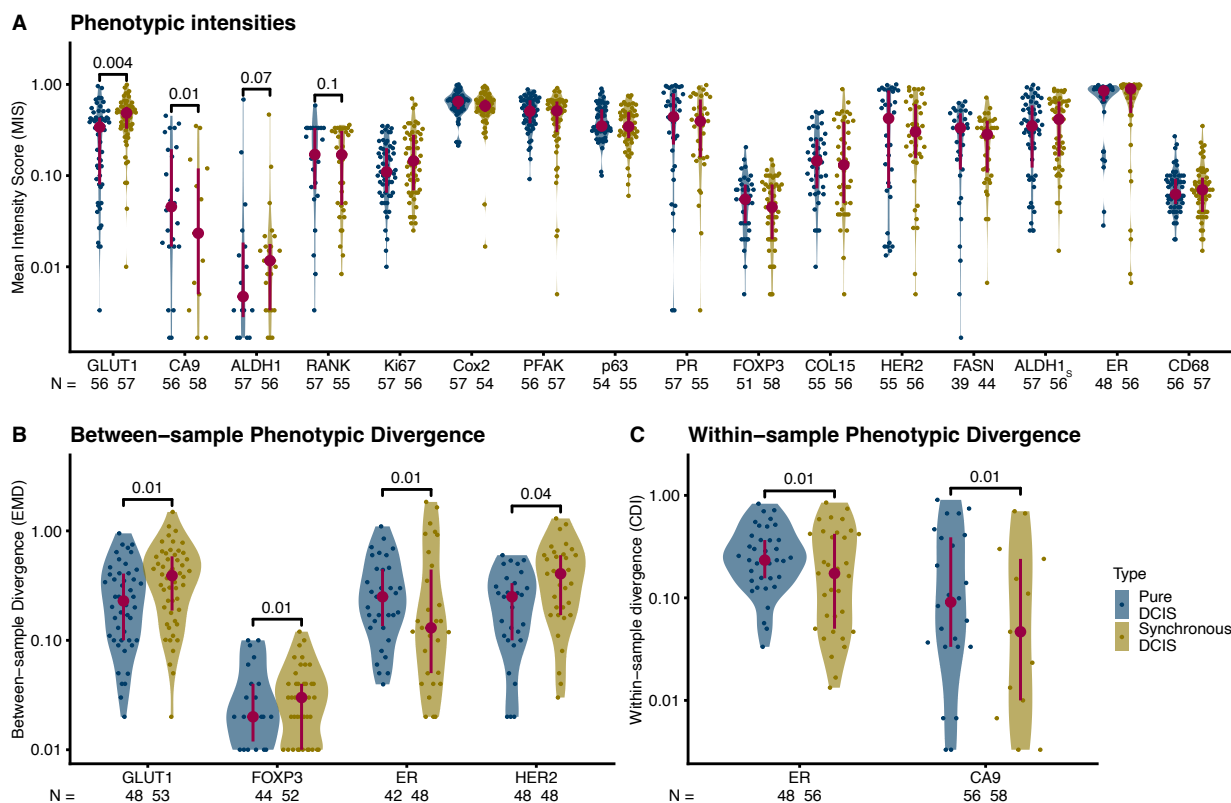 A Phenotypic intensities
Mean Intensity Score (MIS)
1.00
0.10
0.01
0.004
0.01
0.07
0.1
GLUT1 CA9 ALDH1 RANK Ki67 Cox2 PFAK p63 PR FOXP3 COL15 HER2 FASN ALDH1s ER CD68
N = 56 57 56 58 57 56 57 55 57 56 57 54 56 57 54 55 57 55 51 58 55 56 55 56 39 44 57 56 48 56 56 57
B Between−sample Phenotypic Divergence
Between−sample Divergence (EMD)
1.00
0.10
0.01
0.01
0.01
0.01
0.04
GLUT1 FOXP3 ER HER2
N = 48 53 44 52 42 48 48 48
C Within−sample Phenotypic Divergence
Within−sample divergence (CDI)
1.00
0.10
0.01
0.01
0.01
ER CA9
N = 48 56 56 58
Type
Pure
DCIS
Synchronous
DCIS